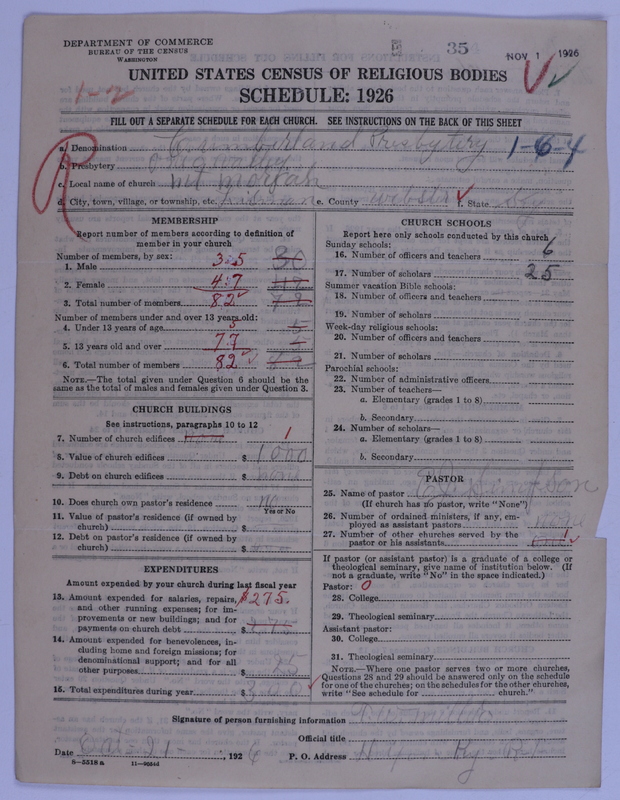 DEPARTMENT OF COMMERCE
BUREAU OF THE CENSUS
WASHINGTON
35
NOV 1 1926
UNITED STATES CENSUS OF RELIGIOUS BODIES
SCHEDULE: 1926
1-2
FILL OUT A SEPARATE SCHEDULE FOR EACH CHURCH. SEE INSTRUCTIONS ON THE BACK OF THIS SHEET
a. Denomination Cumberland Presbytery 1-6-4
b. Presbytery
c. Local name of church mt morgah
d. City, town, village, or township, etc. e. County webster f. State Ky
MEMBERSHIP
Report number of members according to definition of
member in your church
Number of members, by sex:
1. Male 35 30
2. Female 47
3. Total number of members 82
Number of members under and over 13 years old:
4. Under 13 years of age 5 5
5. 13 years old and over 77
6. Total number of members 82
NOTE.—The total given under Question 6 should be the
same as the total of males and females given under Question 3.
CHURCH BUILDINGS
See instructions, paragraphs 10 to 12
7. Number of church edifices 1
8. Value of church edifices $ 1000
9. Debt on church edifices $
10. Does church own pastor's residence no
Yes or No
11. Value of pastor's residence (if owned by
church) $
12. Debt on pastor's residence (if owned by
church) $
EXPENDITURES
Amount expended by your church during last fiscal year
13. Amount expended for salaries, repairs, $275.
and other running expenses; for im-
provements or new buildings; and for
payments on church debt $ 275
14. Amount expended for benevolences, in-
cluding home and foreign missions; for
denominational support; and for all
other purposes $ 25
15. Total expenditures during year $ 300
CHURCH SCHOOLS
Report here only schools conducted by this church
Sunday schools:
16. Number of officers and teachers 6
17. Number of scholars 25
Summer vacation Bible schools:
18. Number of officers and teachers
19. Number of scholars
Week-day religious schools:
20. Number of officers and teachers
21. Number of scholars
Parochial schools:
22. Number of administrative officers
23. Number of teachers—
a. Elementary (grades 1 to 8)
b. Secondary
24. Number of scholars—
a. Elementary (grades 1 to 8)
b. Secondary
PASTOR
25. Name of pastor
(If church has no pastor, write "None")
26. Number of ordained ministers, if any, em-
ployed as assistant pastors
27. Number of other churches served by the
pastor or his assistants 1
If pastor (or assistant pastor) is a graduate of a college or
theological seminary, give name of institution below. (If
not a graduate, write "No" in the space indicated.)
Pastor: 0
28. College
29. Theological seminary
Assistant pastor:
30. College
31. Theological seminary
NOTE.—Where one pastor serves two or more churches,
Questions 28 and 29 should be answered only on the schedule
for one of the churches; on the schedules for the other churches,
write "See schedule for church."
Signature of person furnishing information
Official title
Date 21 , 1926 P. O. Address Ky
8-5518 a